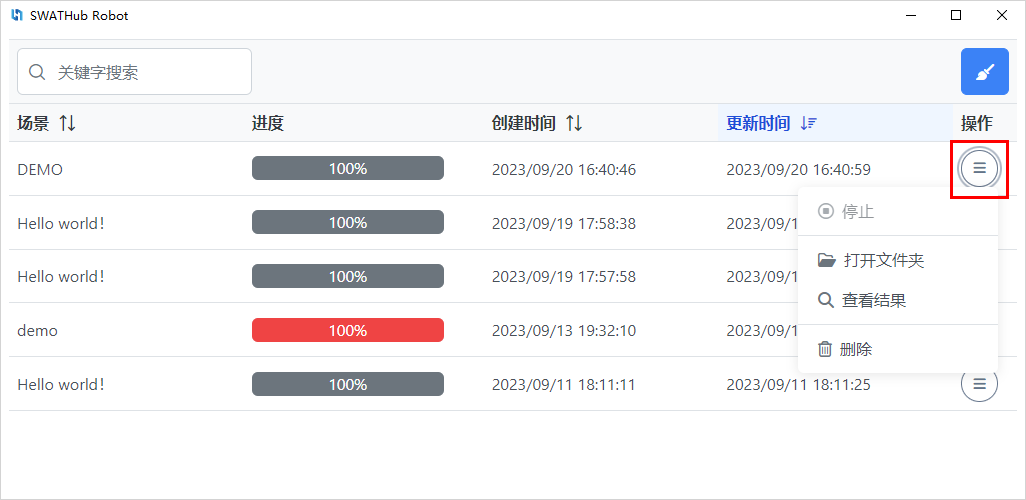 SWATHub Robot
关键字搜索
场景 进度 创建时间 更新时间 操作
DEMO 100% 2023/09/20 16:40:46 2023/09/20 16:40:59
停止
Hello world! 100% 2023/09/19 17:58:38 2023/09/1
打开文件夹
Hello world! 100% 2023/09/19 17:57:58 2023/09/1
查看结果
demo 100% 2023/09/13 19:32:10 2023/09/1
删除
Hello world! 100% 2023/09/11 18:11:11 2023/09/11 18:11:25